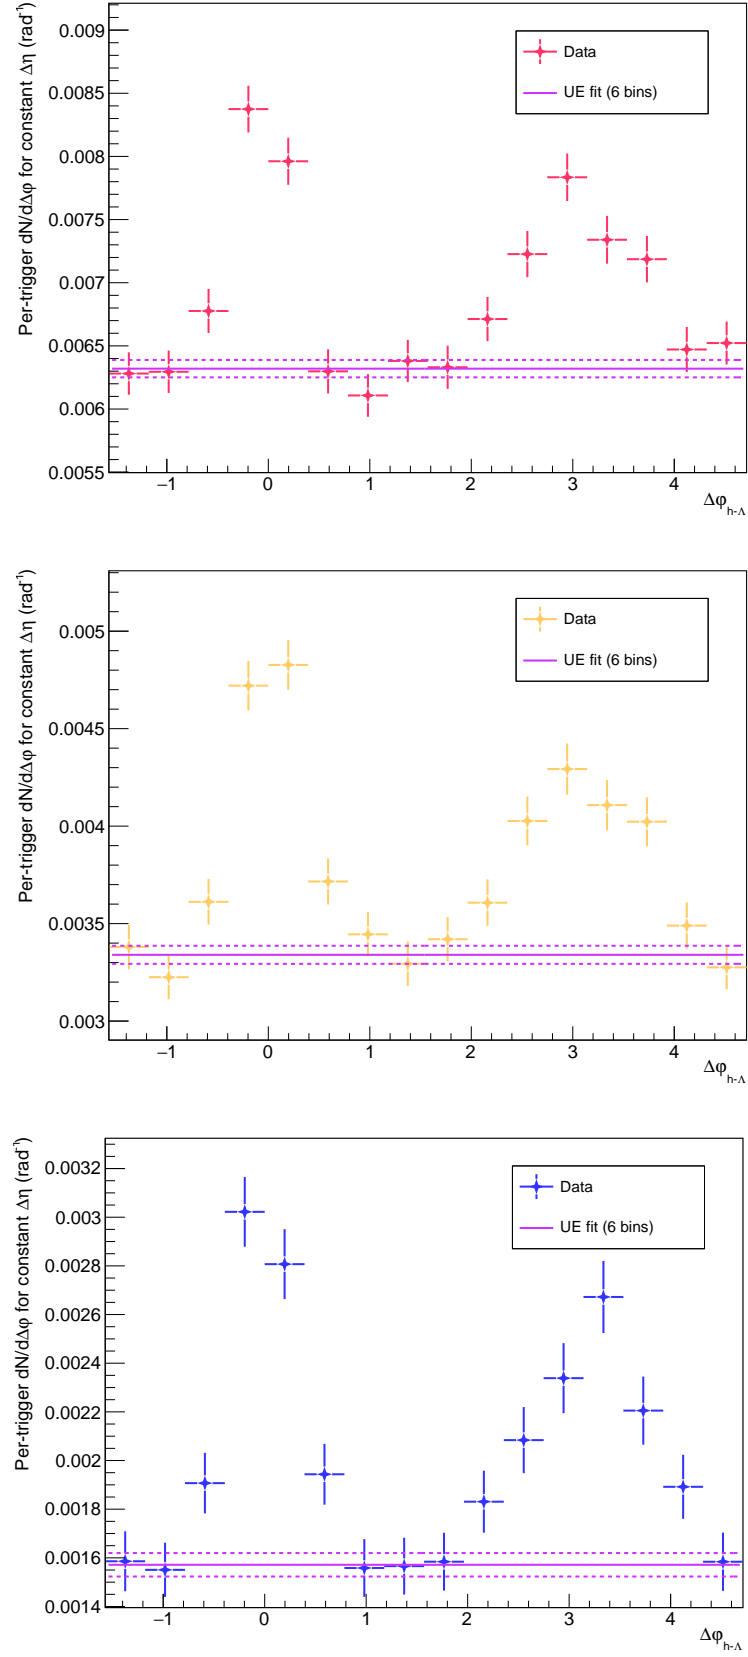 Per-trigger dN/dΔφ for constant Δη (rad⁻¹)
0.009
0.0085
0.008
0.0075
0.007
0.0065
0.006
0.0055
Data
UE fit (6 bins)
−1 0 1 2 3 4
Δφh-Λ
Per-trigger dN/dΔφ for constant Δη (rad⁻¹)
0.005
0.0045
0.004
0.0035
0.003
Data
UE fit (6 bins)
−1 0 1 2 3 4
Δφh-Λ
Per-trigger dN/dΔφ for constant Δη (rad⁻¹)
0.0032
0.003
0.0028
0.0026
0.0024
0.0022
0.002
0.0018
0.0016
0.0014
Data
UE fit (6 bins)
−1 0 1 2 3 4
Δφh-Λ